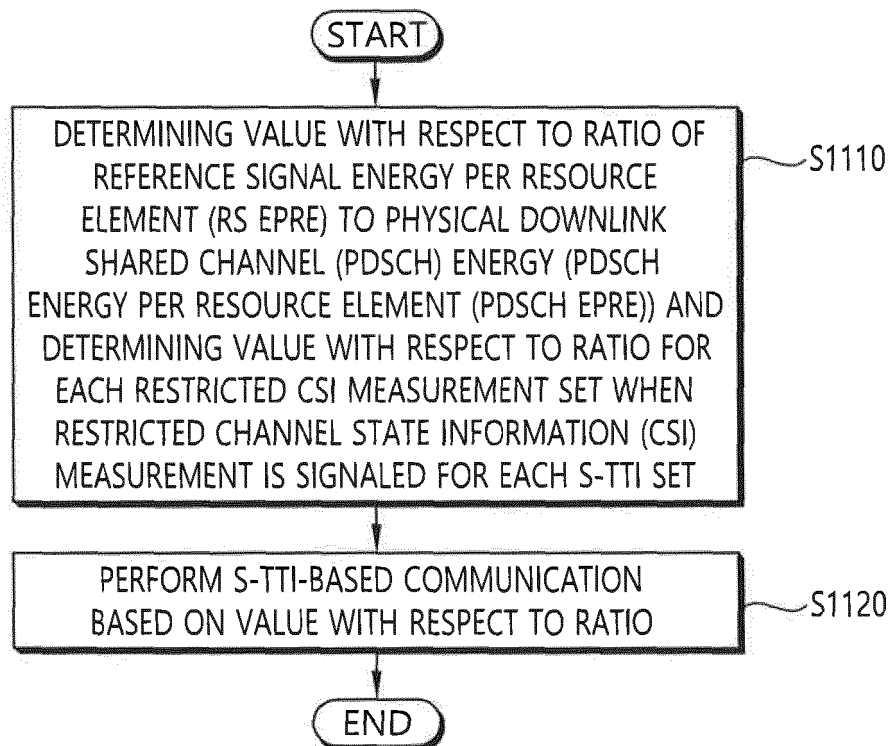 START
DETERMINING VALUE WITH RESPECT TO RATIO OF
REFERENCE SIGNAL ENERGY PER RESOURCE
ELEMENT (RS EPRE) TO PHYSICAL DOWNLINK
SHARED CHANNEL (PDSCH) ENERGY (PDSCH
ENERGY PER RESOURCE ELEMENT (PDSCH EPRE)) AND
DETERMINING VALUE WITH RESPECT TO RATIO FOR
EACH RESTRICTED CSI MEASUREMENT SET WHEN
RESTRICTED CHANNEL STATE INFORMATION (CSI)
MEASUREMENT IS SIGNALED FOR EACH S-TTI SET
S1110
PERFORM S-TTI-BASED COMMUNICATION
BASED ON VALUE WITH RESPECT TO RATIO
S1120
END